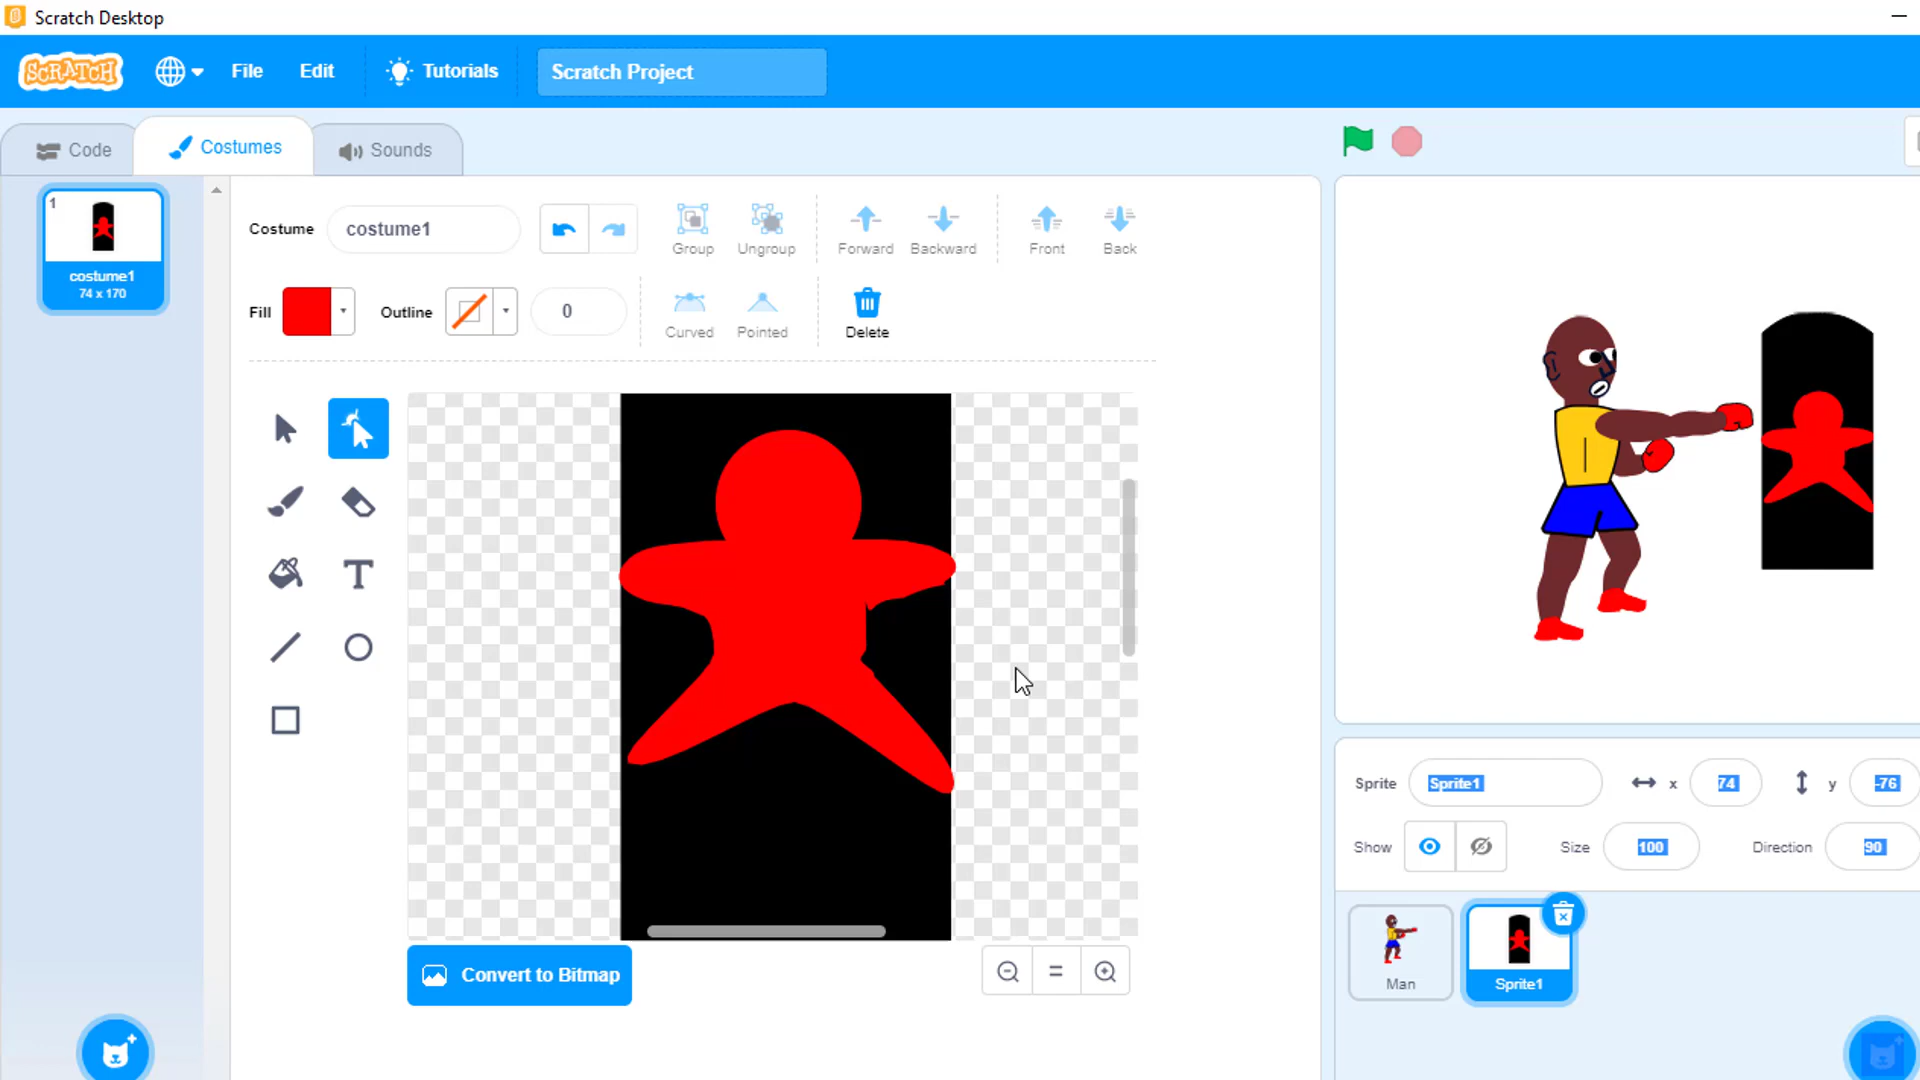 Scratch Desktop
SCRATCH
File
Edit
Tutorials
Scratch Project
Code
Costumes
Sounds
1
costume1
74 x 170
Costume
costume1
Group
Ungroup
Forward
Backward
Front
Back
Fill
Outline
0
Curved
Pointed
Delete
T
Convert to Bitmap
Sprite
Sprite1
x
74
y
-76
Show
Size
100
Direction
90
Man
Sprite1